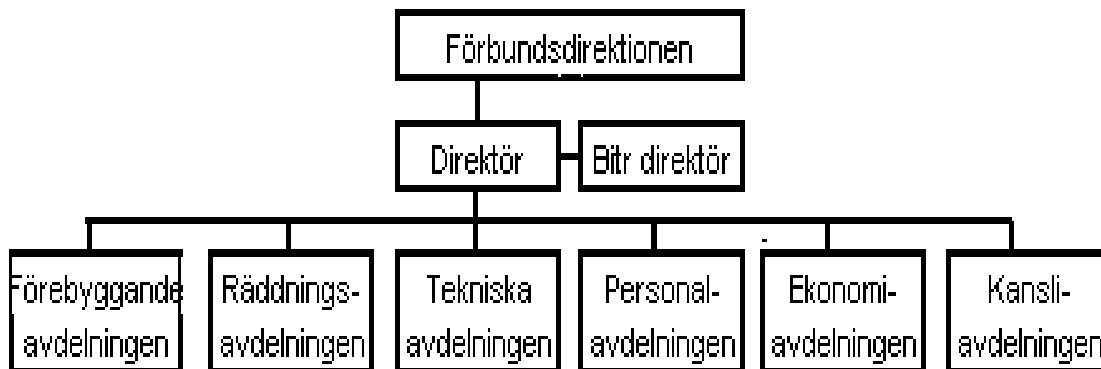 Förbundsdirektionen
Direktör
Bitr direktör
Förebyggande
avdelningen
Räddnings-
avdelningen
Tekniska
avdelningen
Personal-
avdelningen
Ekonomi-
avdelningen
Kansli-
avdelningen